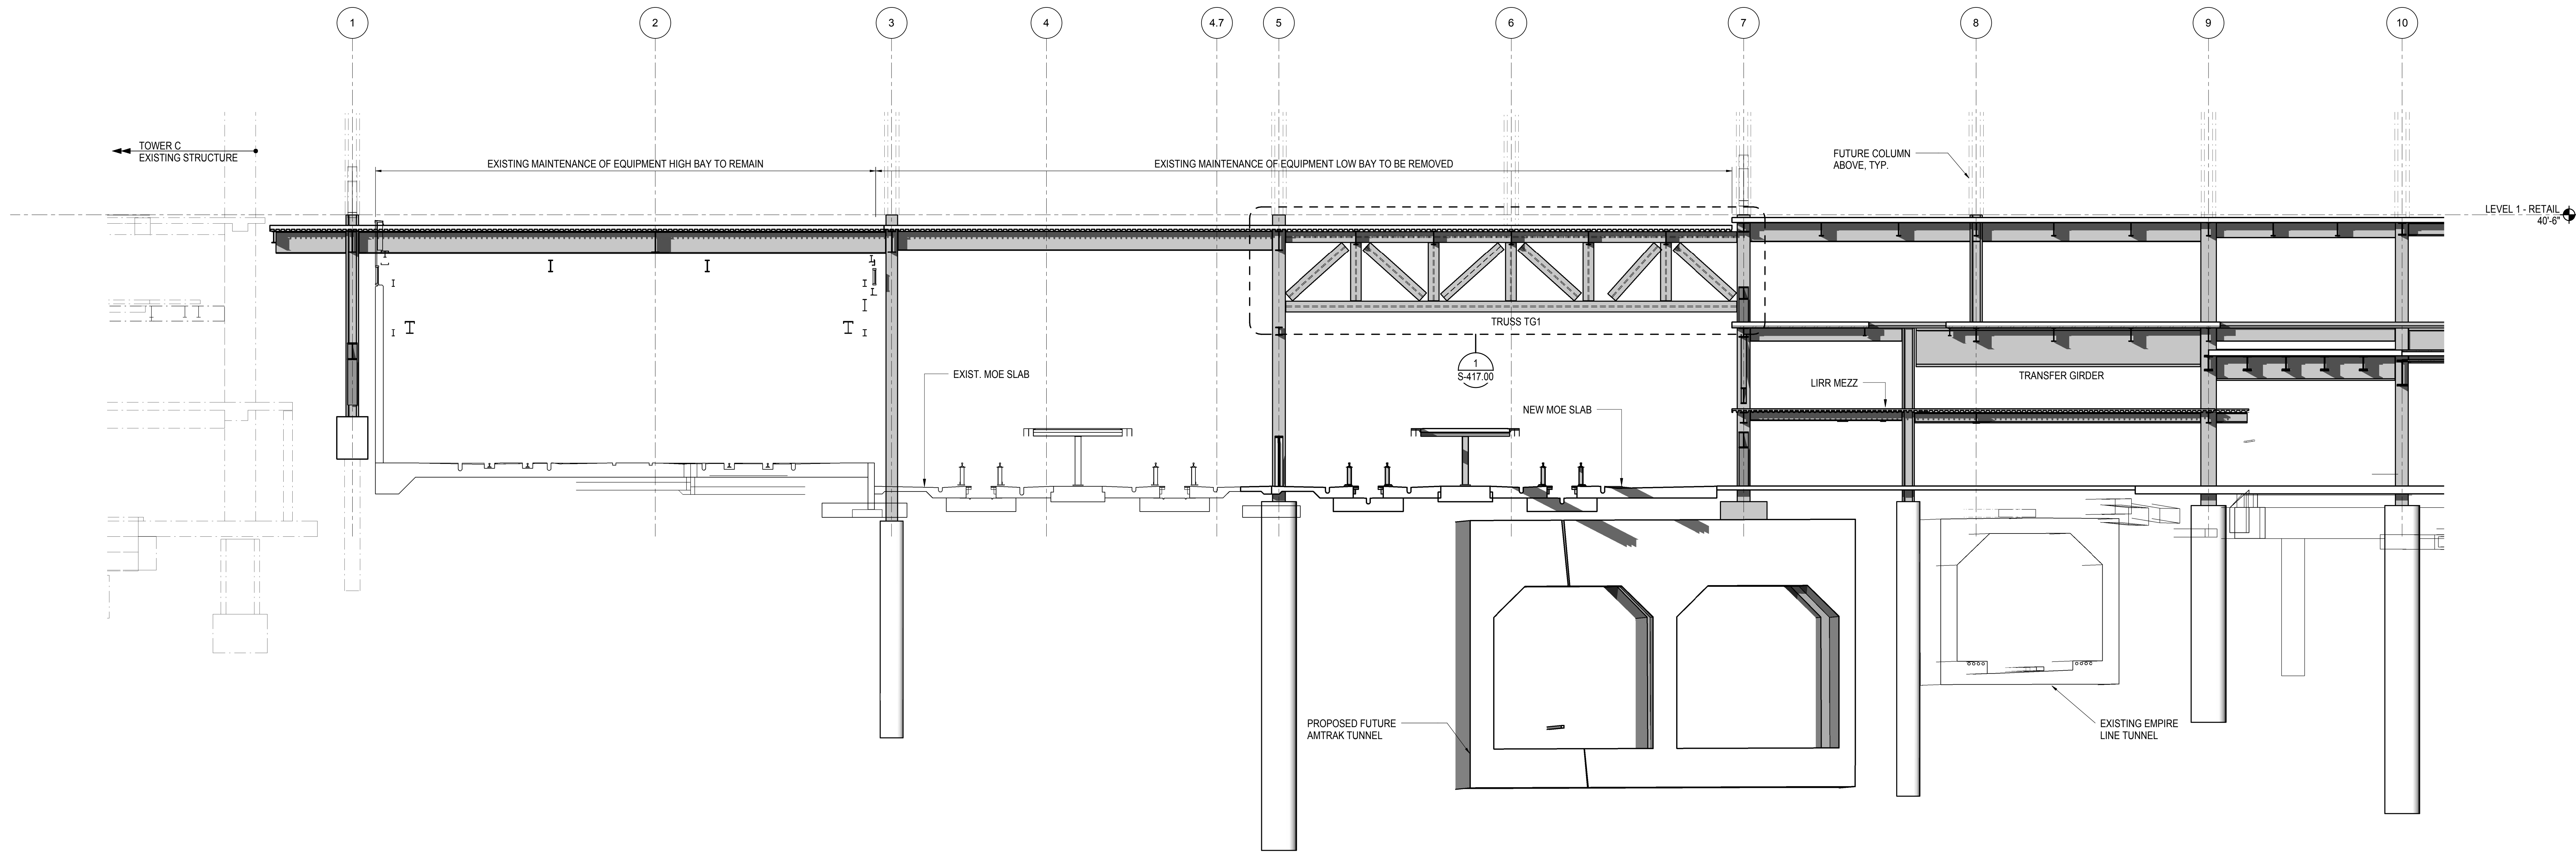 1
2
3
4
4.7
5
6
7
8
9
10
TOWER C
EXISTING STRUCTURE
EXISTING MAINTENANCE OF EQUIPMENT HIGH BAY TO REMAIN
EXISTING MAINTENANCE OF EQUIPMENT LOW BAY TO BE REMOVED
FUTURE COLUMN
ABOVE, TYP.
LEVEL 1 - RETAIL
40'-6"
TRUSS TG1
1
S-417.00
EXIST. MOE SLAB
NEW MOE SLAB
TRANSFER GIRDER
LIRR MEZZ
PROPOSED FUTURE
AMTRAK TUNNEL
EXISTING EMPIRE
LINE TUNNEL